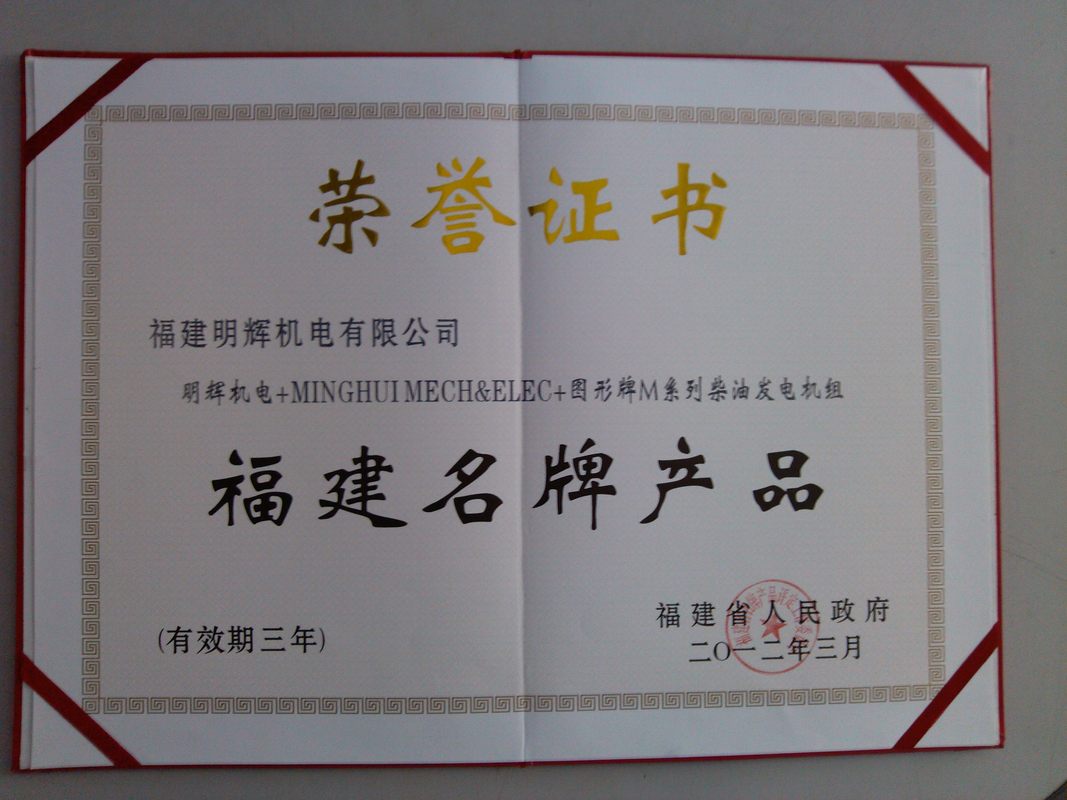 荣誉证书
福建明辉机电有限公司
明辉机电+MINGHUI MECH&ELEC+图形牌M系列柴油发电机组
福建名牌产品
(有效期三年)
福建省人民政府
二〇一二年三月